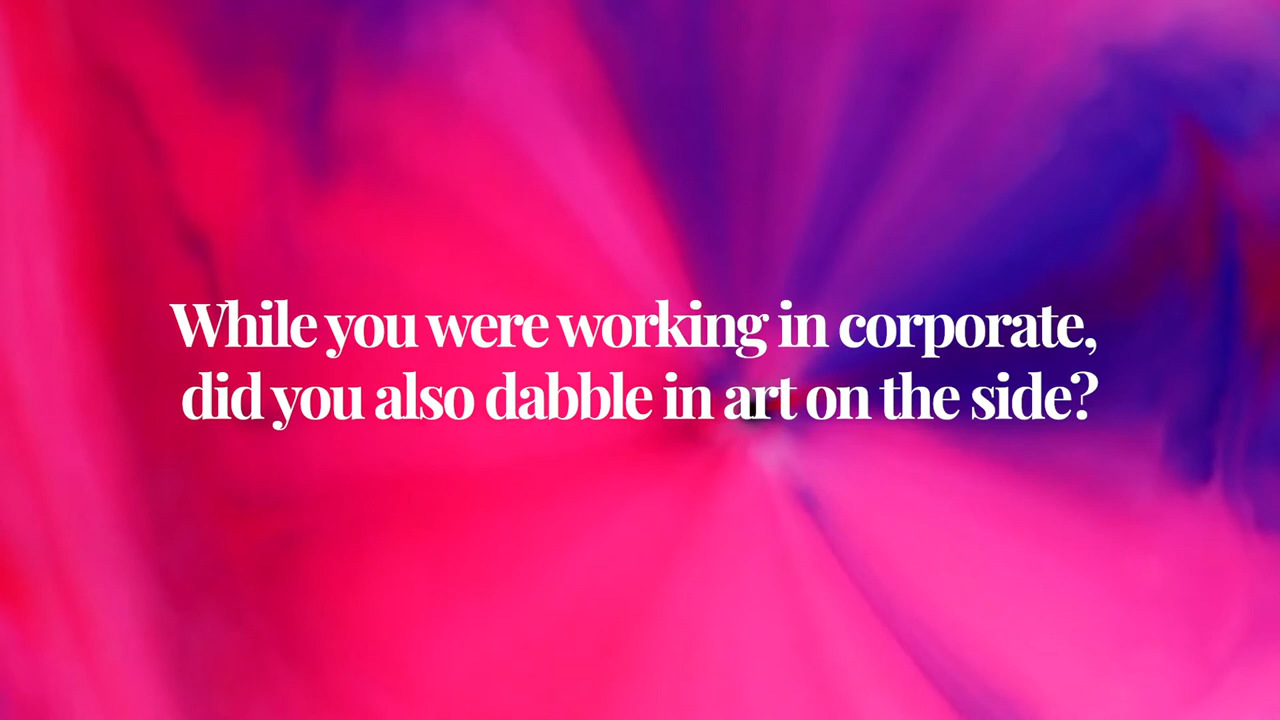 While you were working in corporate,
did you also dabble in art on the side?